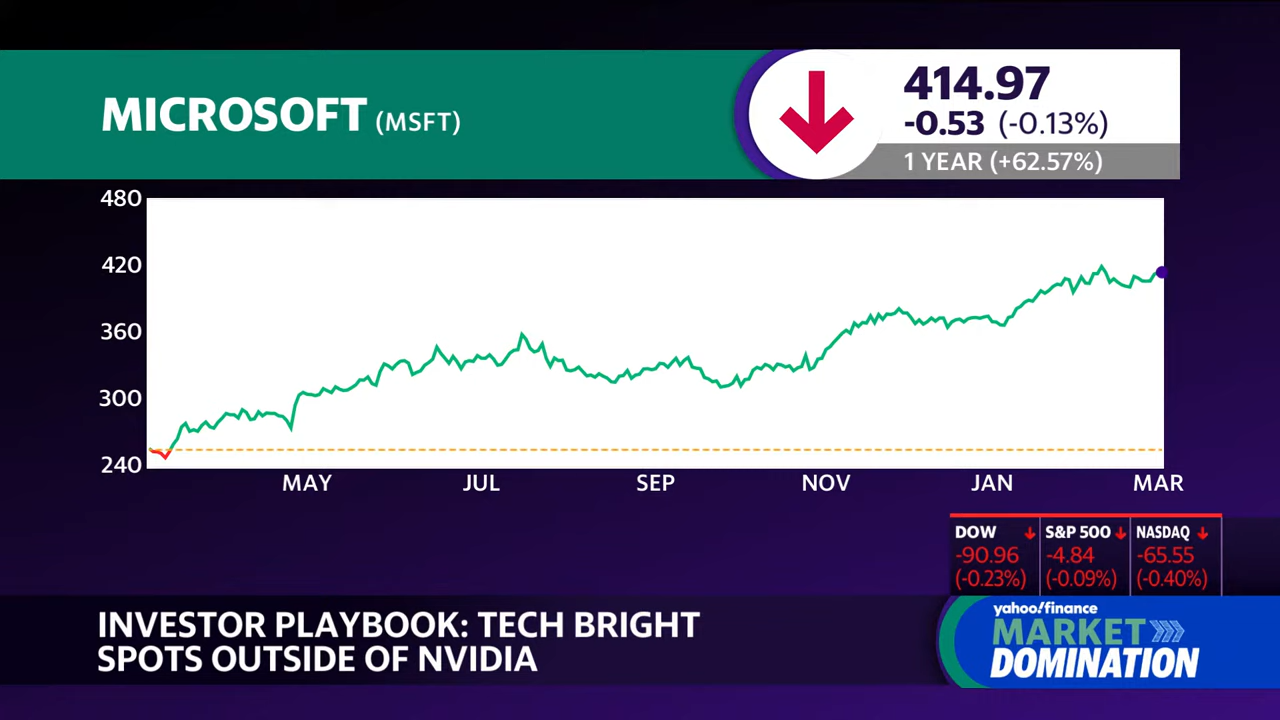 MICROSOFT (MSFT)
414.97
-0.53 (-0.13%)
1 YEAR (+62.57%)
480
420
360
300
240
MAY JUL SEP NOV JAN MAR
DOW S&P 500 NASDAQ
-90.96 -4.84 -65.55
(-0.23%) (-0.09%) (-0.40%)
INVESTOR PLAYBOOK: TECH BRIGHT
SPOTS OUTSIDE OF NVIDIA
yahoo!finance
MARKET
DOMINATION